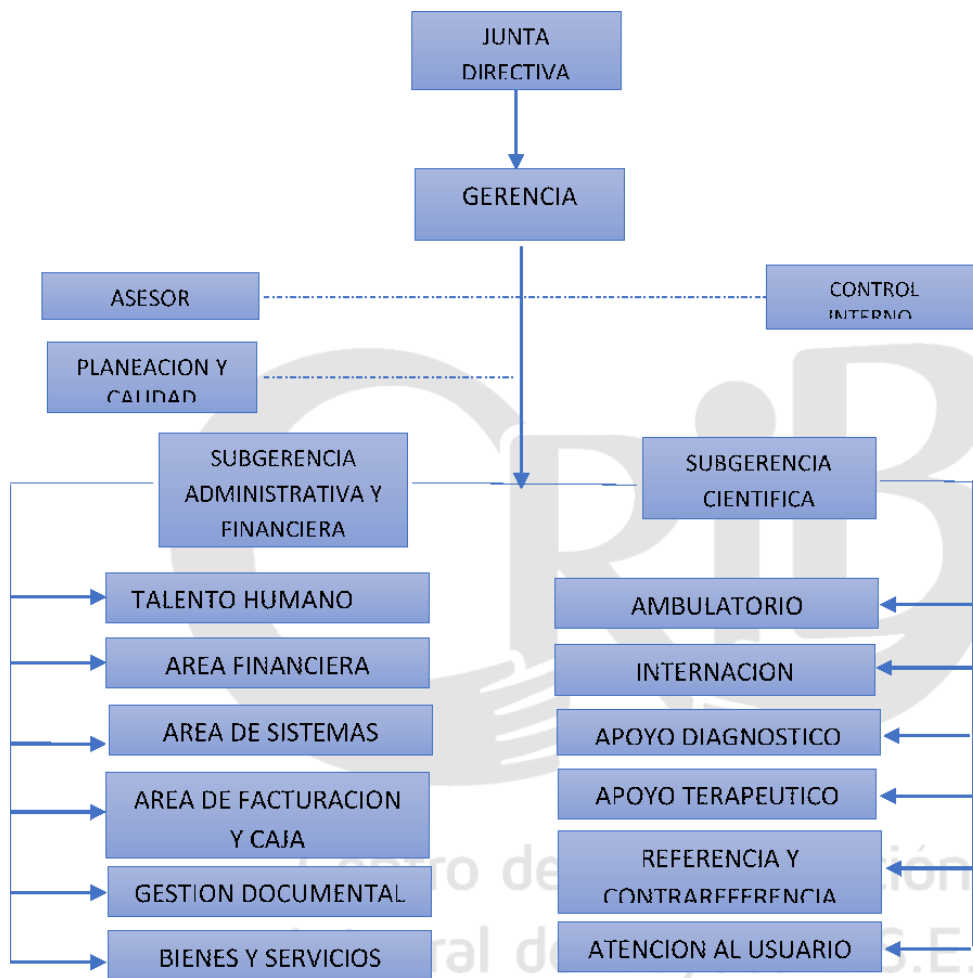 JUNTA
DIRECTIVA
GERENCIA
ASESOR
CONTROL
INTERNO
PLANEACION Y
CALIDAD
SUBGERENCIA
ADMINISTRATIVA Y
FINANCIERA
SUBGERENCIA
CIENTIFICA
TALENTO HUMANO
AREA FINANCIERA
AREA DE SISTEMAS
AREA DE FACTURACION
Y CAJA
GESTION DOCUMENTAL
BIENES Y SERVICIOS
AMBULATORIO
INTERNACION
APOYO DIAGNOSTICO
APOYO TERAPEUTICO
REFERENCIA Y
CONTRAREFERENCIA
ATENCION AL USUARIO
CRiB